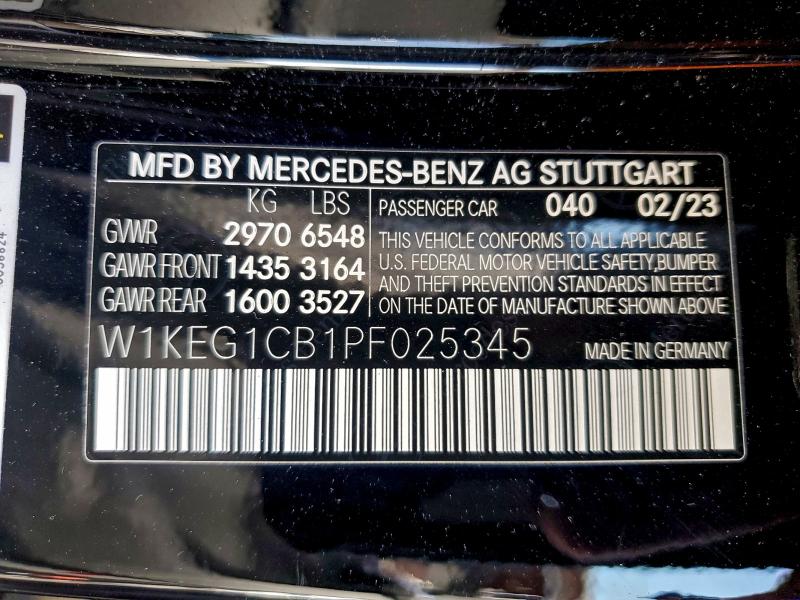 MFD BY MERCEDES-BENZ AG STUTTGART
KG LBS
GVWR 2970 6548
GAWR FRONT 1435 3164
GAWR REAR 1600 3527
PASSENGER CAR 040 02/23
THIS VEHICLE CONFORMS TO ALL APPLICABLE
U.S. FEDERAL MOTOR VEHICLE SAFETY,BUMPER
AND THEFT PREVENTION STANDARDS IN EFFECT
ON THE DATE OF MANUFACTURE SHOWN ABOVE
W1KEG1CB1PF025345
MADE IN GERMANY